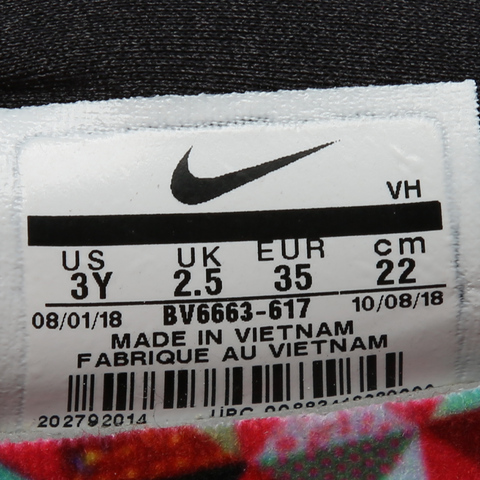 VH
US UK EUR cm
3Y 2.5 35 22
08/01/18 BV6663-617 10/08/18
MADE IN VIETNAM
FABRIQUE AU VIETNAM
202792014 UPC